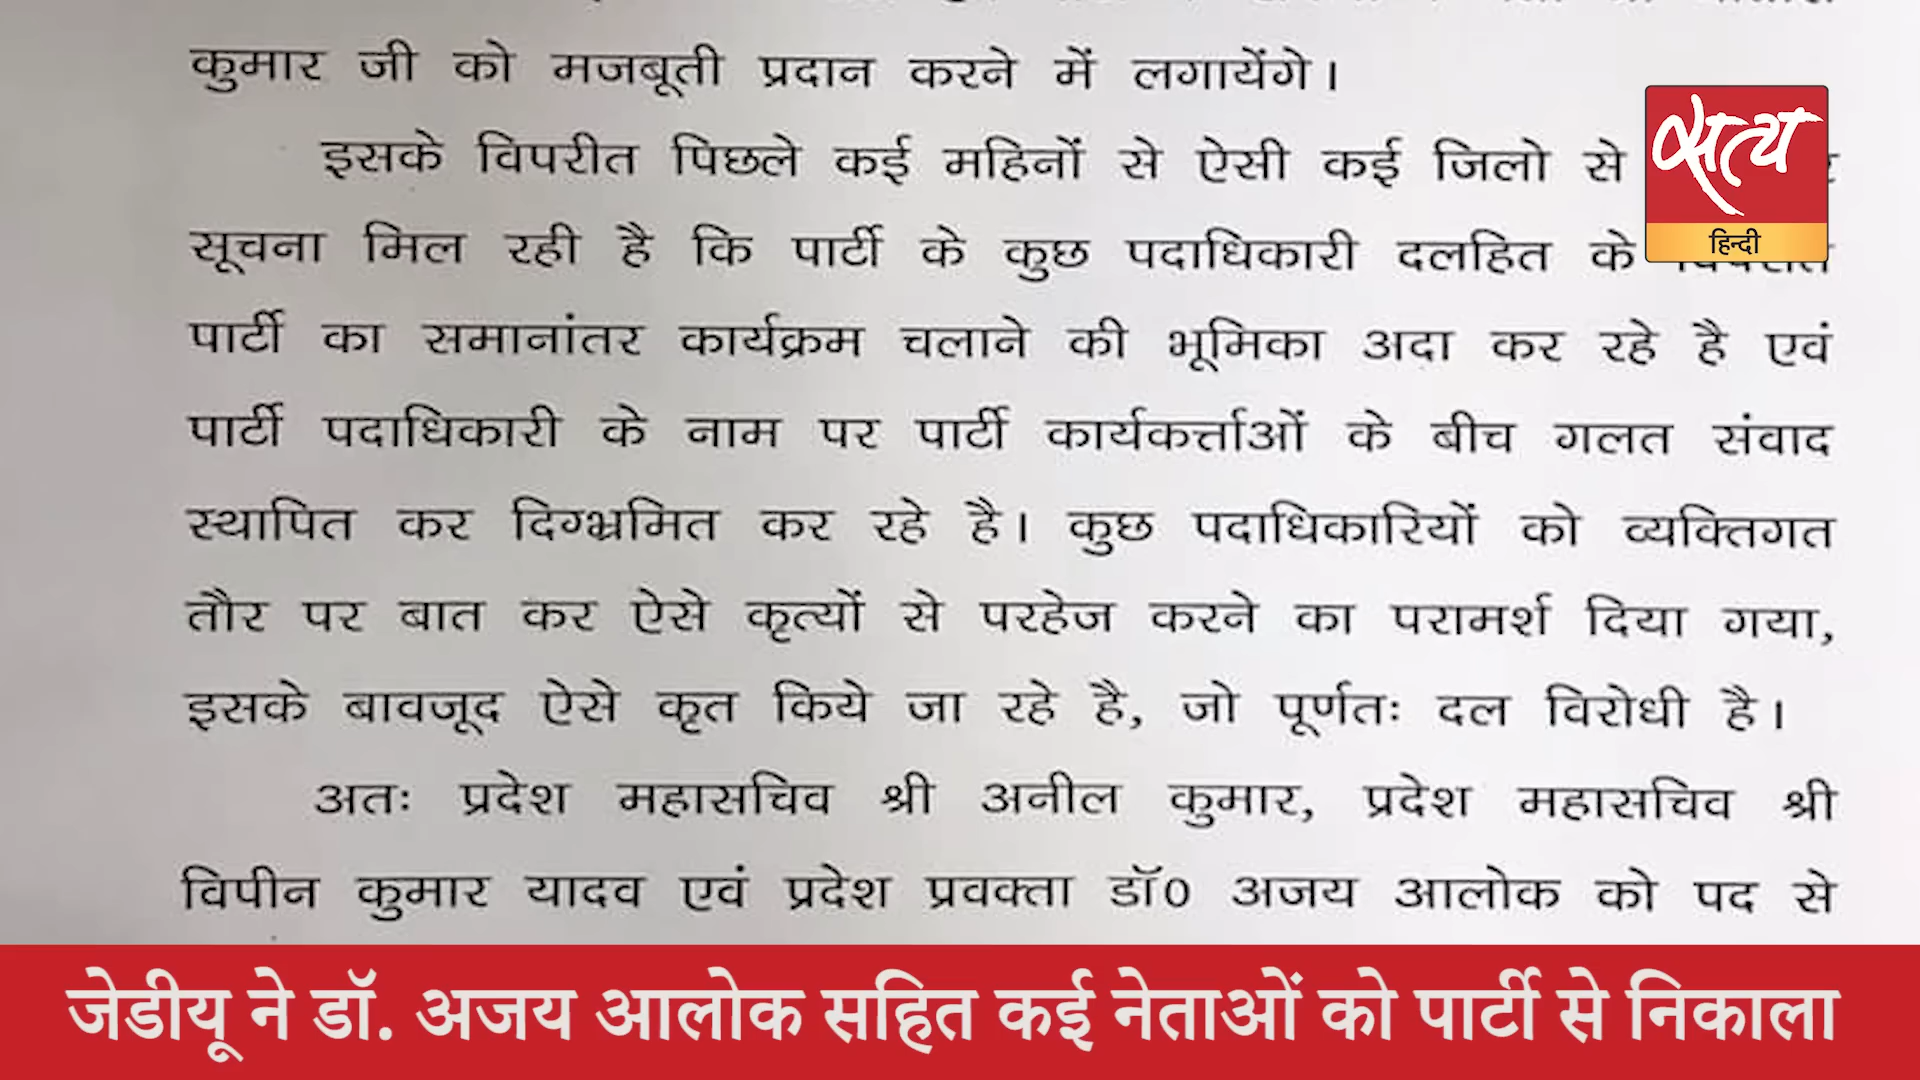 कुमार जी को मजबूती प्रदान करने में लगायेंगे।
इसके विपरीत पिछले कई महिनों से ऐसी कई जिलो से
सूचना मिल रही है कि पार्टी के कुछ पदाधिकारी दलहित के
पार्टी का समानांतर कार्यक्रम चलाने की भूमिका अदा कर रहे है एवं
पार्टी पदाधिकारी के नाम पर पार्टी कार्यकर्त्ताओं के बीच गलत संवाद
स्थापित कर दिग्भ्रमित कर रहे है। कुछ पदाधिकारियों को व्यक्तिगत
तौर पर बात कर ऐसे कृत्यों से परहेज करने का परामर्श दिया गया,
इसके बावजूद ऐसे कृत किये जा रहे है, जो पूर्णतः दल विरोधी है।
अतः प्रदेश महासचिव श्री अनील कुमार, प्रदेश महासचिव श्री
विपीन कुमार यादव एवं प्रदेश प्रवक्ता डॉ0 अजय आलोक को पद से
सत्य
हिन्दी
जेडीयू ने डॉ. अजय आलोक सहित कई नेताओं को पार्टी से निकाला